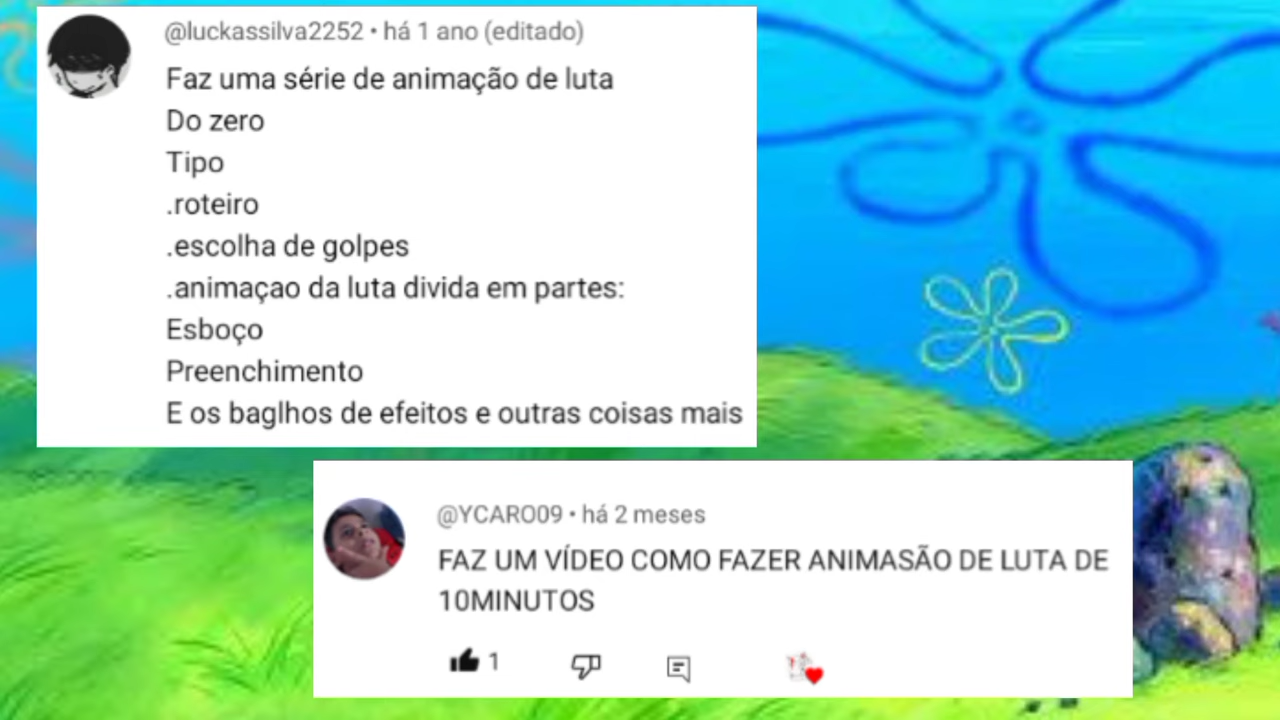 @luckassilva2252 • há 1 ano (editado)
Faz uma série de animação de luta
Do zero
Tipo
.roteiro
.escolha de golpes
.animaçao da luta divida em partes:
Esboço
Preenchimento
E os baglhos de efeitos e outras coisas mais
@YCARO09 • há 2 meses
FAZ UM VÍDEO COMO FAZER ANIMASÃO DE LUTA DE
10MINUTOS
1